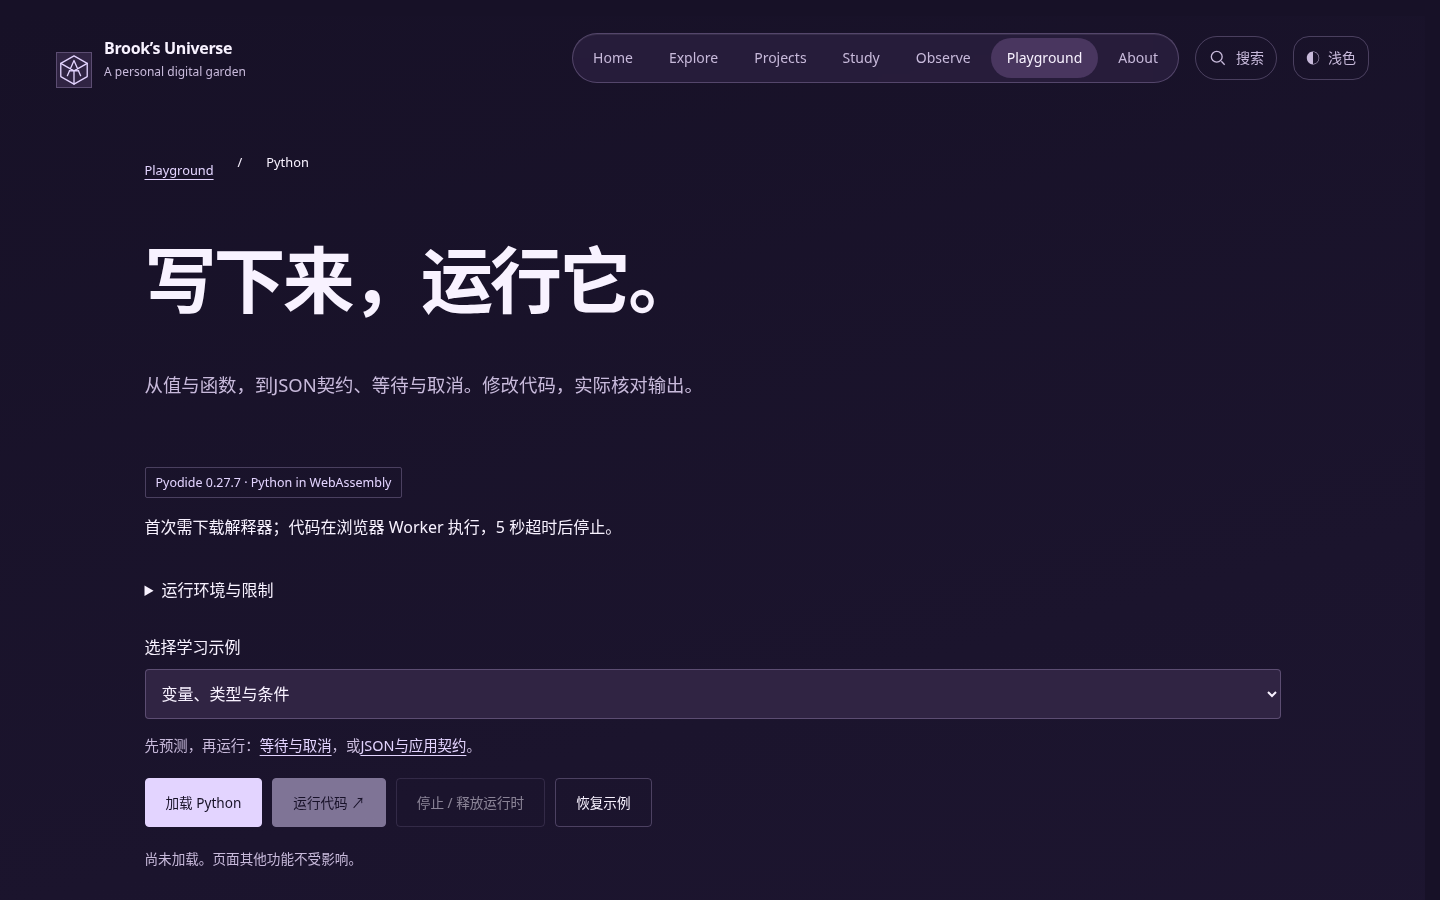 Brook’s Universe
A personal digital garden
Home Explore Projects Study Observe Playground About 搜索 浅色
Playground / Python
写下来，运行它。
从值与函数，到JSON契约、等待与取消。修改代码，实际核对输出。
Pyodide 0.27.7 · Python in WebAssembly
首次需下载解释器；代码在浏览器 Worker 执行，5 秒超时后停止。
运行环境与限制
选择学习示例
变量、类型与条件
先预测，再运行：等待与取消，或JSON与应用契约。
加载 Python 运行代码 ↗ 停止 / 释放运行时 恢复示例
尚未加载。页面其他功能不受影响。